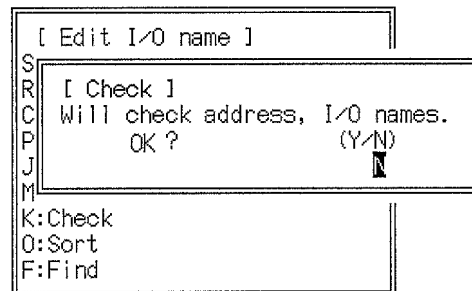 [ Edit I/O name ]
S
R
C
P
J
M
[ Check ]
Will check address, I/O names.
OK ? (Y/N)
N
K:Check
O:Sort
F:Find